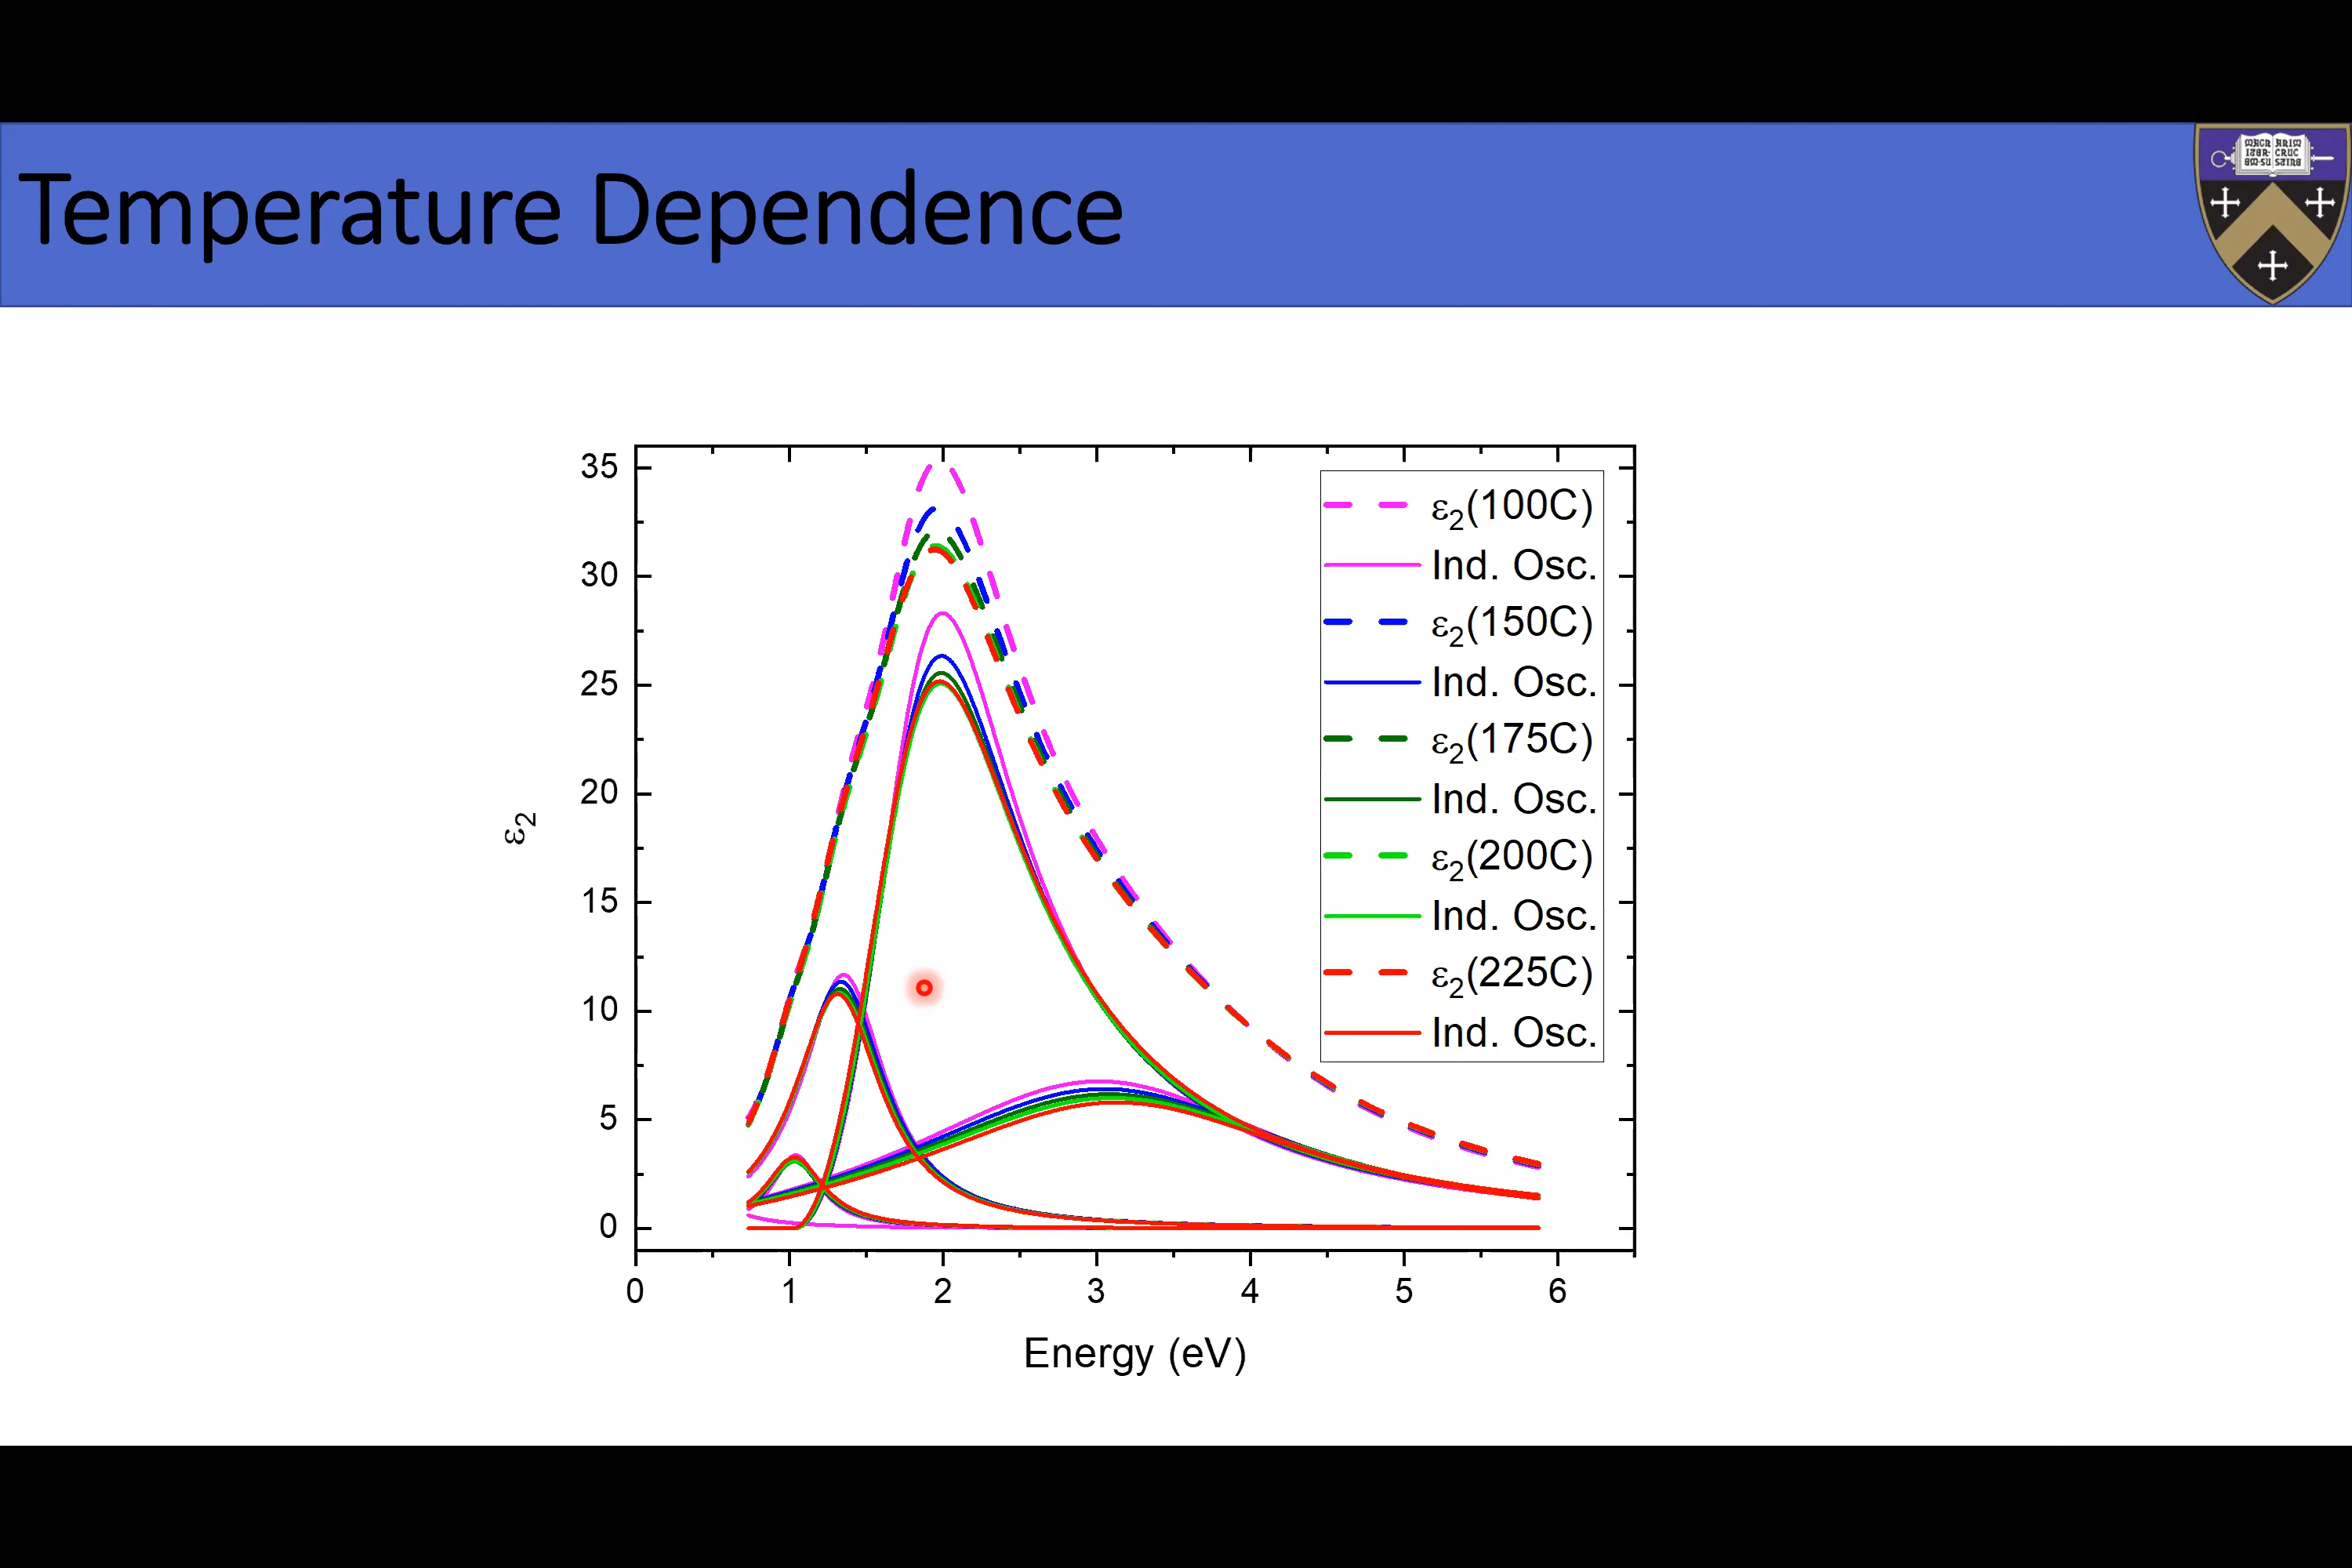 Temperature Dependence
35
30
25
20
15
10
5
0
ε2
0 1 2 3 4 5 6
Energy (eV)
ε2(100C)
Ind. Osc.
ε2(150C)
Ind. Osc.
ε2(175C)
Ind. Osc.
ε2(200C)
Ind. Osc.
ε2(225C)
Ind. Osc.